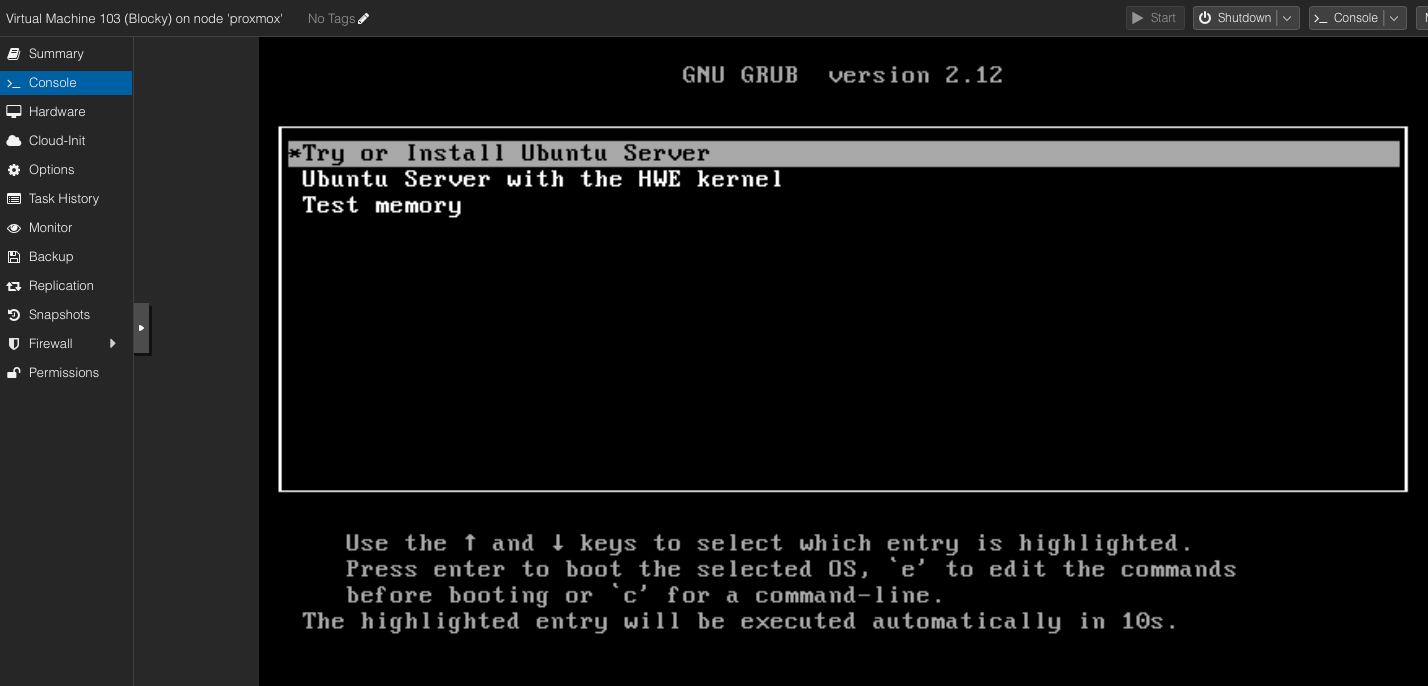 Virtual Machine 103 (Blocky) on node 'proxmox' No Tags Start Shutdown Console
Summary
Console
Hardware
Cloud-Init
Options
Task History
Monitor
Backup
Replication
Snapshots
Firewall
Permissions
GNU GRUB version 2.12
*Try or Install Ubuntu Server
Ubuntu Server with the HWE kernel
Test memory
Use the ↑ and ↓ keys to select which entry is highlighted.
Press enter to boot the selected OS, `e' to edit the commands
before booting or `c' for a command-line.
The highlighted entry will be executed automatically in 10s.